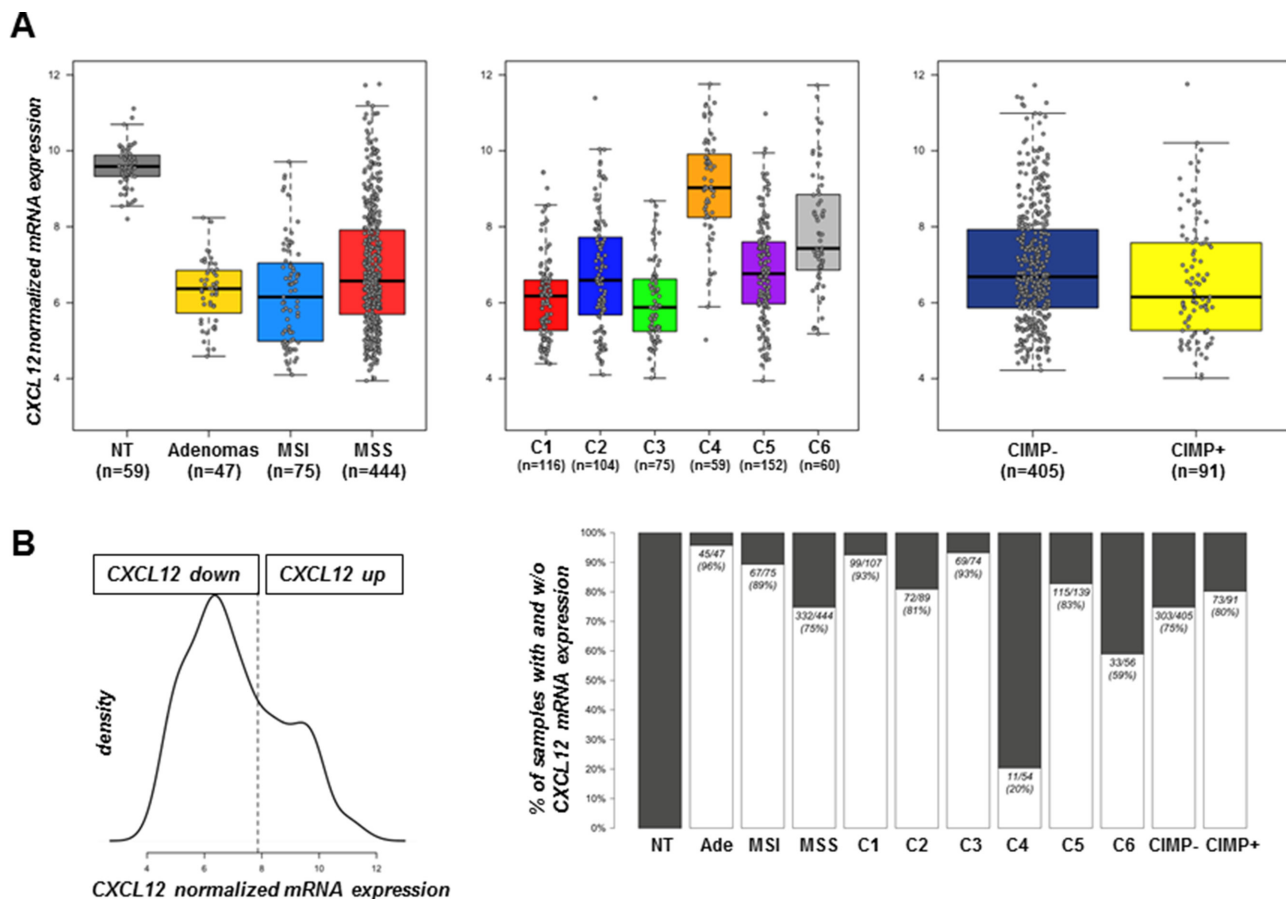 A
CXCL12 normalized mRNA expression
12
10
8
6
4
NT
(n=59)
Adenomas
(n=47)
MSI
(n=75)
MSS
(n=444)
12
10
8
6
4
C1
(n=116)
C2
(n=104)
C3
(n=75)
C4
(n=59)
C5
(n=152)
C6
(n=60)
12
10
8
6
4
CIMP-
(n=405)
CIMP+
(n=91)
B
CXCL12 down
CXCL12 up
density
4 6 8 10 12
CXCL12 normalized mRNA expression
% of samples with and w/o
CXCL12 mRNA expression
100%
90%
80%
70%
60%
50%
40%
30%
20%
10%
0%
45/47
(96%)
67/75
(89%)
332/444
(75%)
99/107
(93%)
72/89
(81%)
69/74
(93%)
11/54
(20%)
115/139
(83%)
33/56
(59%)
303/405
(75%)
73/91
(80%)
NT Ade MSI MSS C1 C2 C3 C4 C5 C6 CIMP- CIMP+